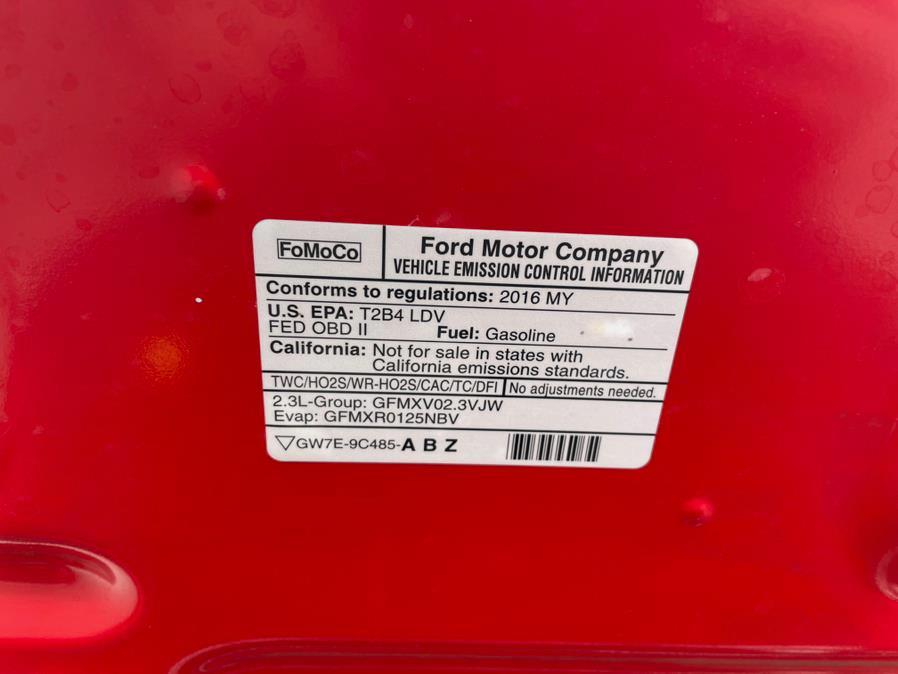 FoMoCo
Ford Motor Company
VEHICLE EMISSION CONTROL INFORMATION
Conforms to regulations: 2016 MY
U.S. EPA: T2B4 LDV
FED OBD II Fuel: Gasoline
California: Not for sale in states with
California emissions standards.
TWC/HO2S/WR-HO2S/CAC/TC/DFI No adjustments needed.
2.3L-Group: GFMXV02.3VJW
Evap: GFMXR0125NBV
GW7E-9C485-A B Z